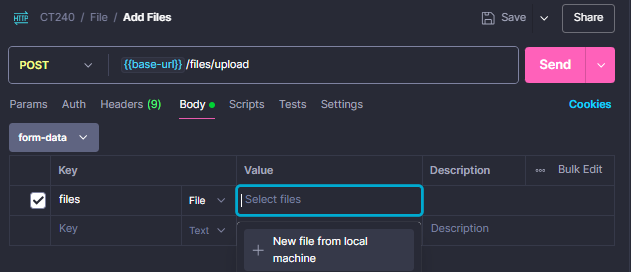 HTTP CT240 / File / Add Files Save Share
POST {{base-url}}/files/upload Send
Params Auth Headers (9) Body Scripts Tests Settings Cookies
form-data
Key Value Description Bulk Edit
files File Select files
Key Text Description
New file from local
machine